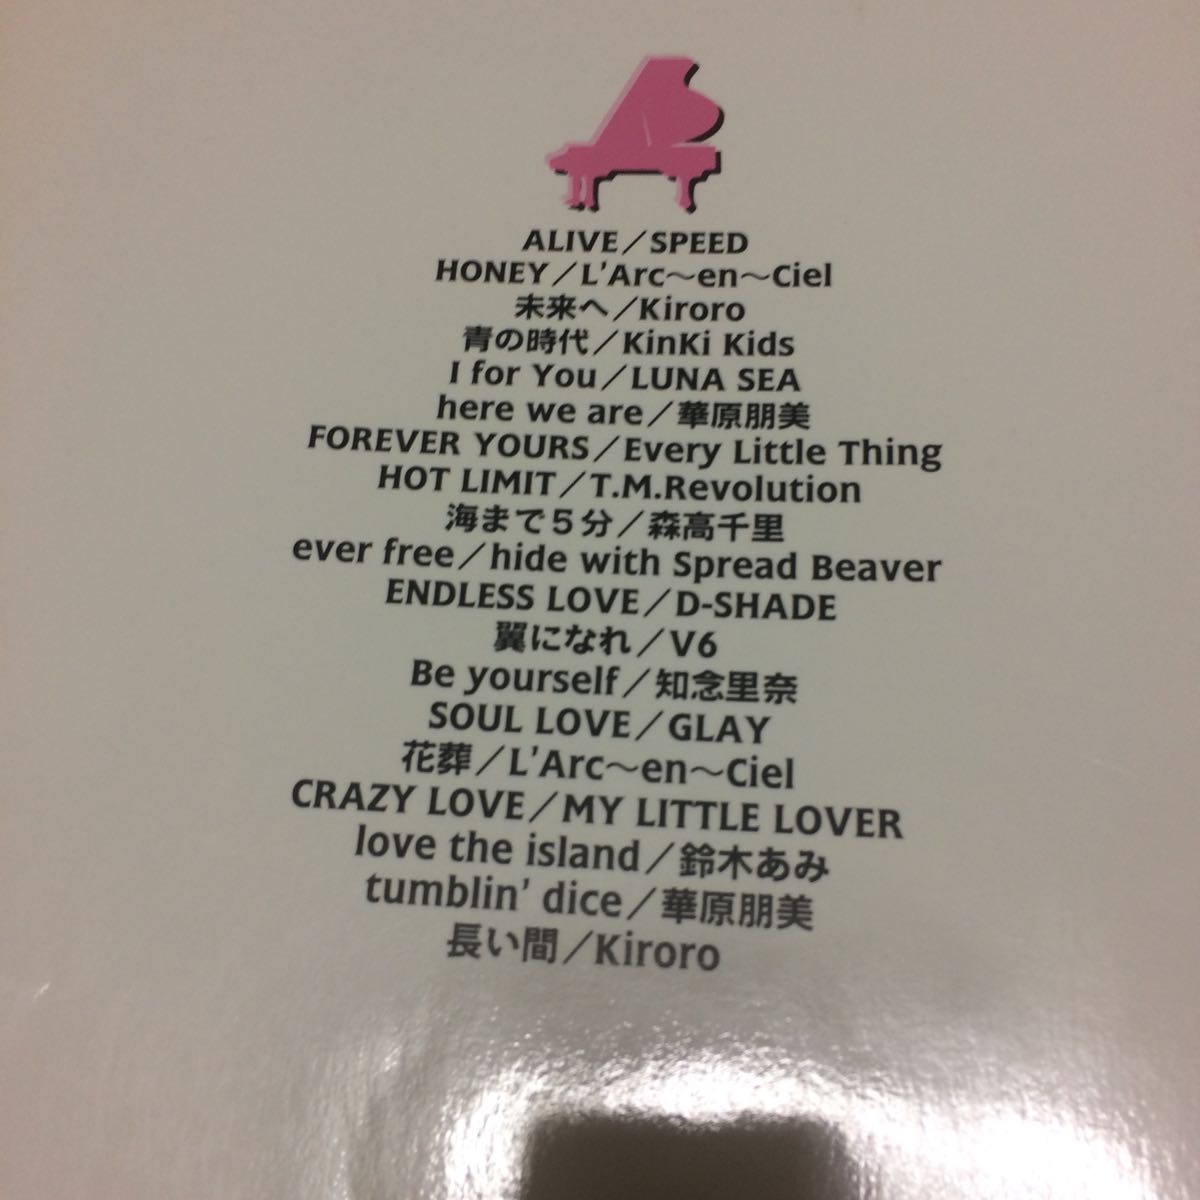 ALIVE／SPEED
HONEY／L'Arc～en～Ciel
未来へ／Kiroro
青の時代／KinKi Kids
I for You／LUNA SEA
here we are／華原朋美
FOREVER YOURS／Every Little Thing
HOT LIMIT／T.M.Revolution
海まで５分／森高千里
ever free／hide with Spread Beaver
ENDLESS LOVE／D-SHADE
翼になれ／V6
Be yourself／知念里奈
SOUL LOVE／GLAY
花葬／L'Arc～en～Ciel
CRAZY LOVE／MY LITTLE LOVER
love the island／鈴木あみ
tumblin' dice／華原朋美
長い間／Kiroro